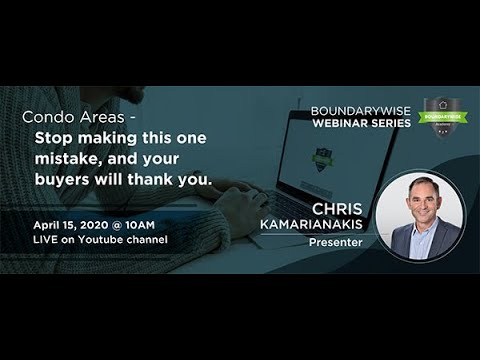 Condo Areas -
Stop making this one
mistake, and your
buyers will thank you.
April 15, 2020 @ 10AM
LIVE on Youtube channel
BOUNDARYWISE
WEBINAR SERIES
BOUNDARYWISE
CHRIS
KAMARIANAKIS
Presenter